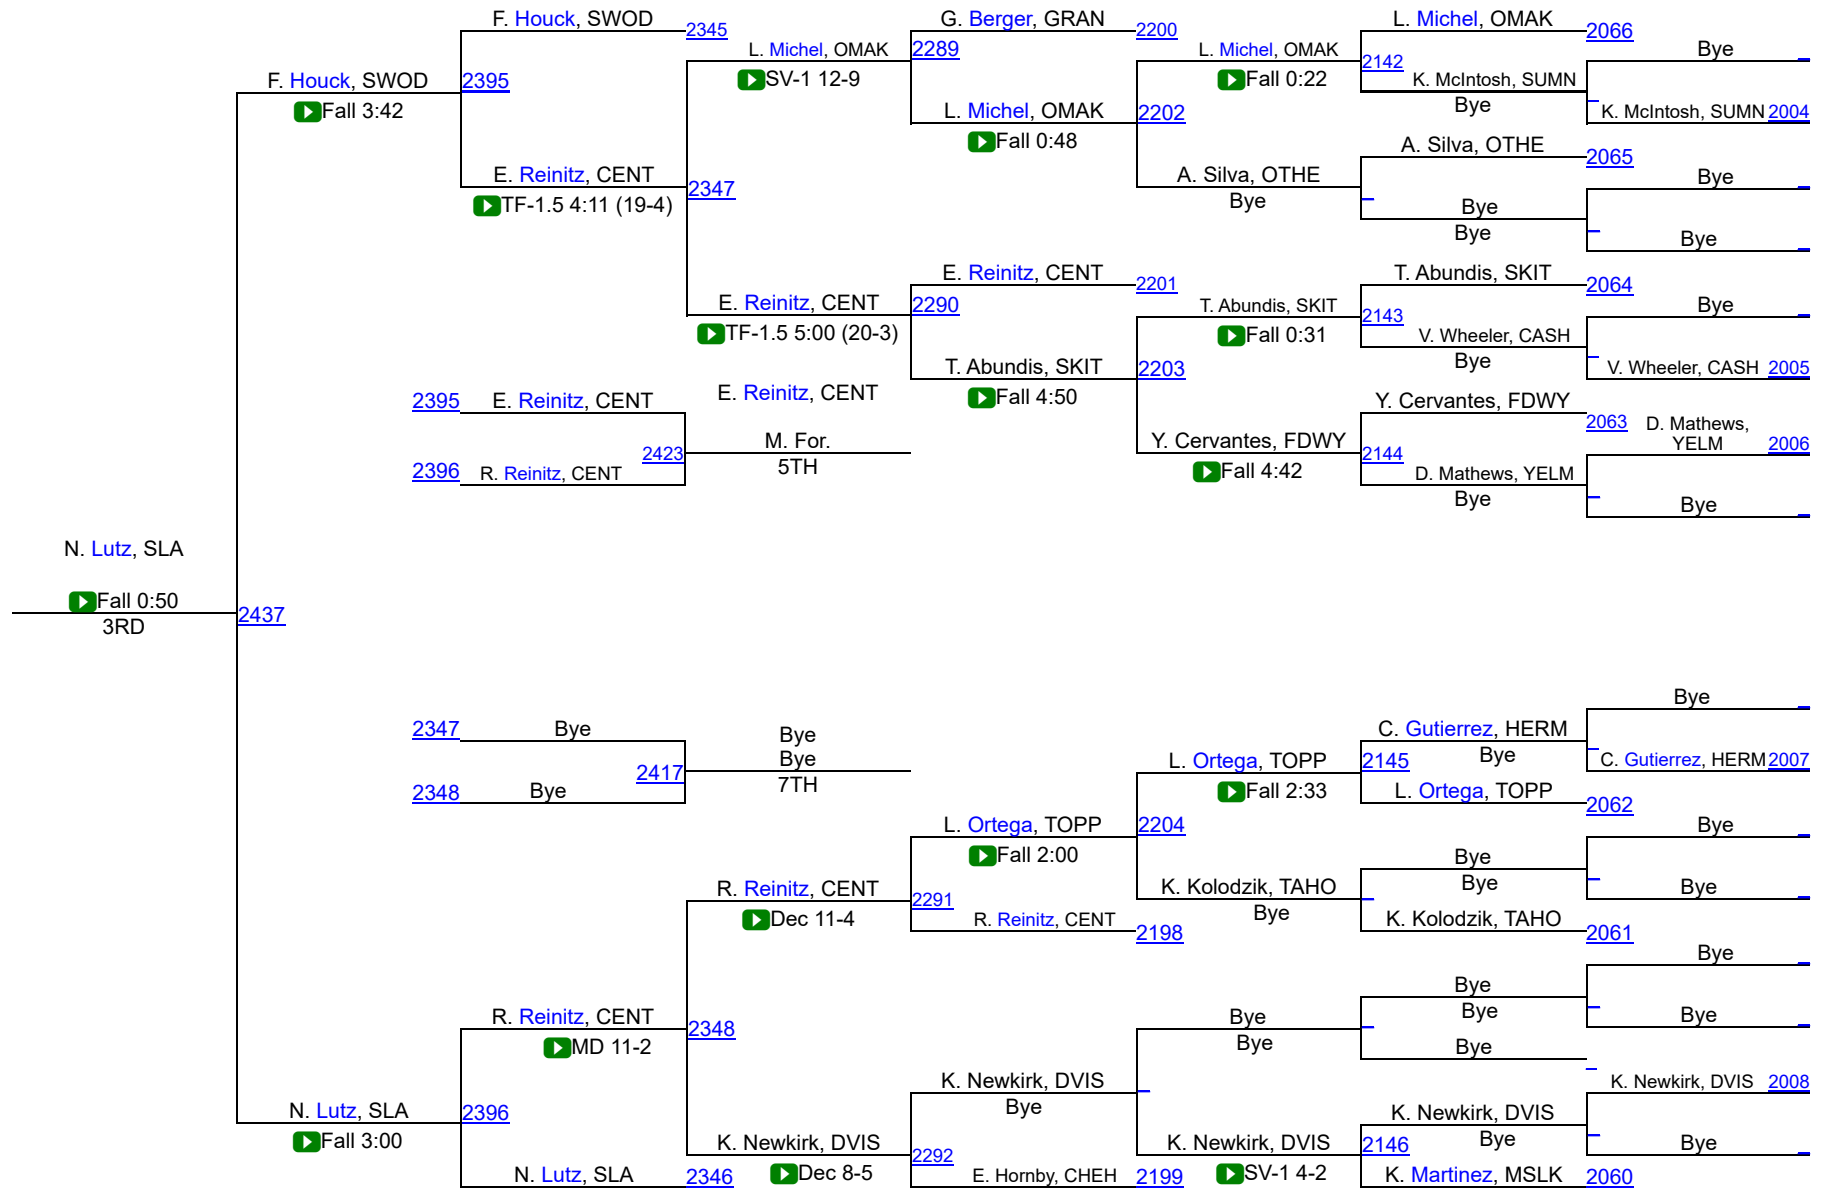 F. Houck, SWOD
2345
F. Houck, SWOD
Fall 3:42
2395
E. Reinitz, CENT
TF-1.5 4:11 (19-4)
L. Michel, OMAK
SV-1 12-9
2347
E. Reinitz, CENT
TF-1.5 5:00 (20-3)
G. Berger, GRAN
2200
2289
L. Michel, OMAK
Fall 0:48
2202
E. Reinitz, CENT
2201
2290
T. Abundis, SKIT
Fall 4:50
2203
L. Michel, OMAK
Fall 0:22
A. Silva, OTHE
Bye
T. Abundis, SKIT
Fall 0:31
Y. Cervantes, FDWY
Fall 4:42
L. Michel, OMAK
2066
2142
K. McIntosh, SUMN
Bye
A. Silva, OTHE
2065
Bye
Bye
T. Abundis, SKIT
2064
2143
V. Wheeler, CASH
Bye
Y. Cervantes, FDWY
2063
2144
D. Mathews, YELM
Bye
Bye
K. McIntosh, SUMN 2004
Bye
Bye
Bye
V. Wheeler, CASH 2005
D. Mathews,
YELM 2006
Bye
2395 E. Reinitz, CENT
2423
2396 R. Reinitz, CENT
E. Reinitz, CENT
M. For.
5TH
N. Lutz, SLA
Fall 0:50
3RD
2437
2347 Bye
2417
2348 Bye
Bye
Bye
7TH
N. Lutz, SLA
Fall 3:00
R. Reinitz, CENT
MD 11-2
2396
N. Lutz, SLA
2346
R. Reinitz, CENT
Dec 11-4
2348
K. Newkirk, DVIS
Dec 8-5
L. Ortega, TOPP
Fall 2:00
2291
R. Reinitz, CENT
2198
K. Newkirk, DVIS
Bye
2292
E. Hornby, CHEH
2199
L. Ortega, TOPP
Fall 2:33
2204
K. Kolodzik, TAHO
Bye
Bye
Bye
K. Newkirk, DVIS
SV-1 4-2
C. Gutierrez, HERM
Bye
2145
L. Ortega, TOPP
2062
Bye
Bye
K. Kolodzik, TAHO
2061
Bye
Bye
Bye
K. Newkirk, DVIS
Bye
2146
K. Martinez, MSLK
2060
Bye
C. Gutierrez, HERM 2007
Bye
Bye
Bye
Bye
K. Newkirk, DVIS 2008
Bye